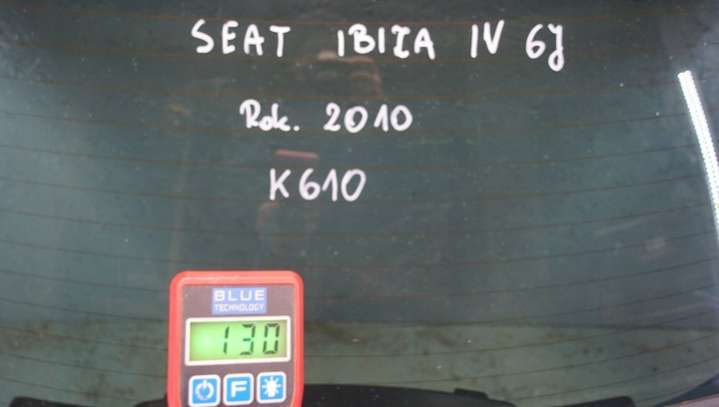 SEAT IBIZA IV 6J
Rok. 2010
K610
BLUE
TECHNOLOGY
130
F